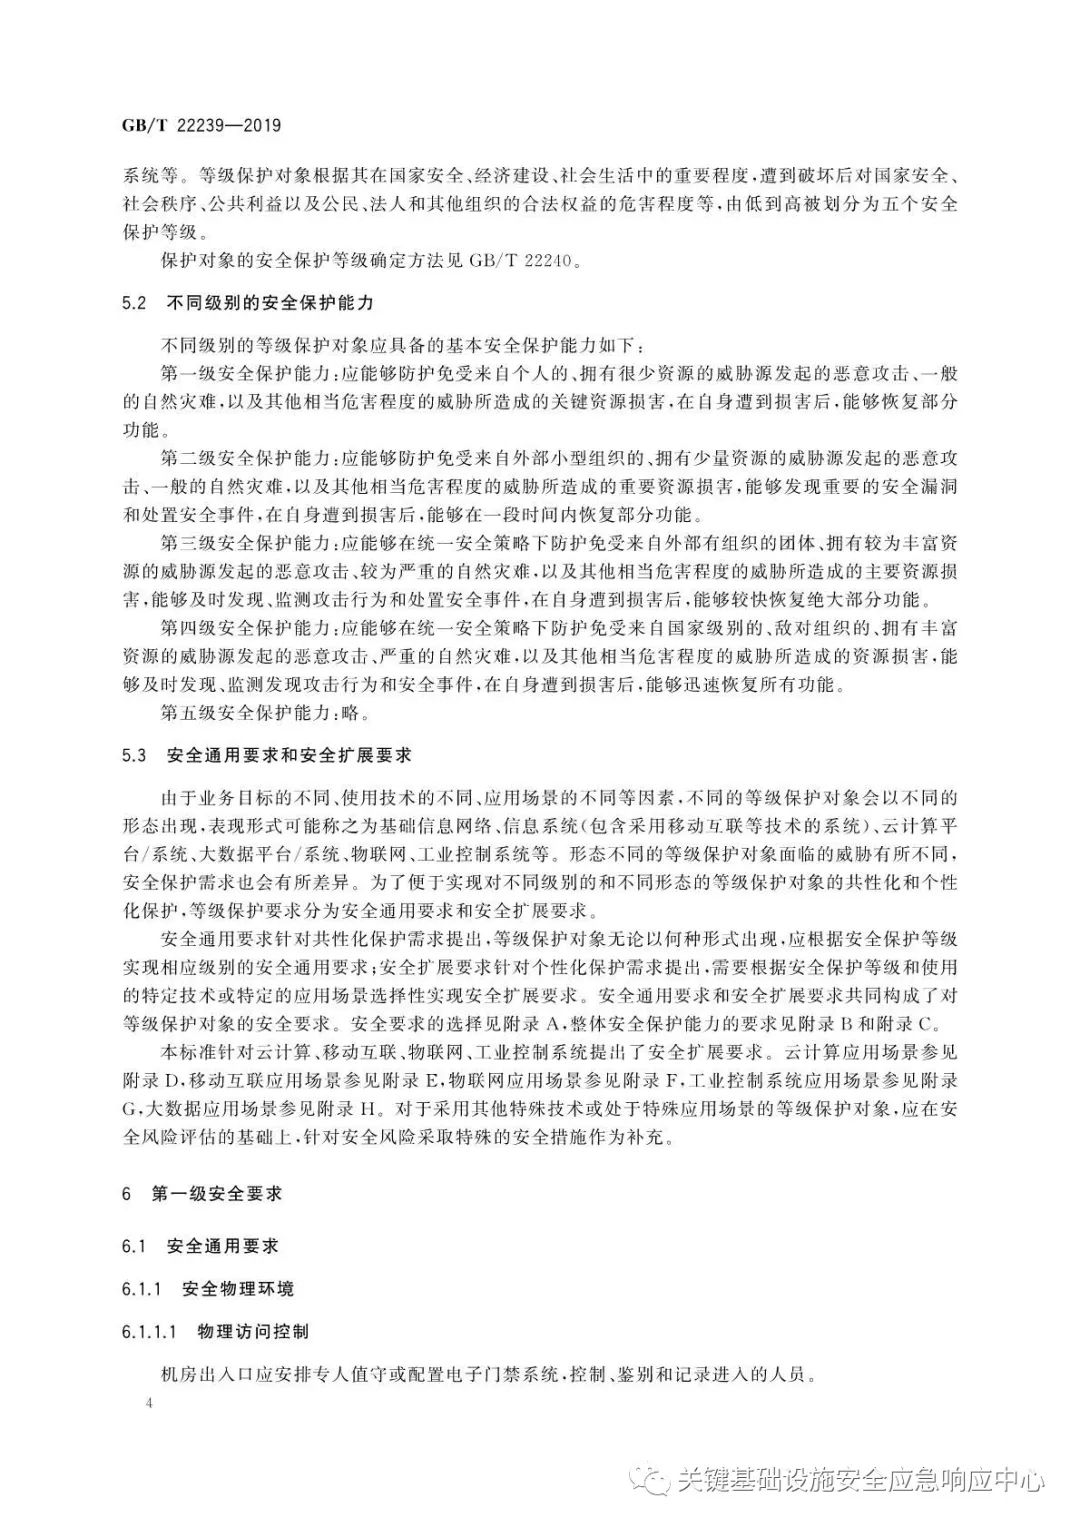 GB/T 22239—2019
系统等。等级保护对象根据其在国家安全、经济建设、社会生活中的重要程度,遭到破坏后对国家安全、
社会秩序、公共利益以及公民、法人和其他组织的合法权益的危害程度等,由低到高被划分为五个安全
保护等级。
保护对象的安全保护等级确定方法见 GB/T 22240。
5.2 不同级别的安全保护能力
不同级别的等级保护对象应具备的基本安全保护能力如下:
第一级安全保护能力:应能够防护免受来自个人的、拥有很少资源的威胁源发起的恶意攻击、一般
的自然灾难,以及其他相当危害程度的威胁所造成的关键资源损害,在自身遭到损害后,能够恢复部分
功能。
第二级安全保护能力:应能够防护免受来自外部小型组织的、拥有少量资源的威胁源发起的恶意攻
击、一般的自然灾难,以及其他相当危害程度的威胁所造成的重要资源损害,能够发现重要的安全漏洞
和处置安全事件,在自身遭到损害后,能够在一段时间内恢复部分功能。
第三级安全保护能力:应能够在统一安全策略下防护免受来自外部有组织的团体、拥有较为丰富资
源的威胁源发起的恶意攻击、较为严重的自然灾难,以及其他相当危害程度的威胁所造成的主要资源损
害,能够及时发现、监测攻击行为和处置安全事件,在自身遭到损害后,能够较快恢复绝大部分功能。
第四级安全保护能力:应能够在统一安全策略下防护免受来自国家级别的、敌对组织的、拥有丰富
资源的威胁源发起的恶意攻击、严重的自然灾难,以及其他相当危害程度的威胁所造成的资源损害,能
够及时发现、监测发现攻击行为和安全事件,在自身遭到损害后,能够迅速恢复所有功能。
第五级安全保护能力:略。
5.3 安全通用要求和安全扩展要求
由于业务目标的不同、使用技术的不同、应用场景的不同等因素,不同的等级保护对象会以不同的
形态出现,表现形式可能称之为基础信息网络、信息系统(包含采用移动互联等技术的系统)、云计算平
台/系统、大数据平台/系统、物联网、工业控制系统等。形态不同的等级保护对象面临的威胁有所不同,
安全保护需求也会有所差异。为了便于实现对不同级别的和不同形态的等级保护对象的共性化和个性
化保护,等级保护要求分为安全通用要求和安全扩展要求。
安全通用要求针对共性化保护需求提出,等级保护对象无论以何种形式出现,应根据安全保护等级
实现相应级别的安全通用要求;安全扩展要求针对个性化保护需求提出,需要根据安全保护等级和使用
的特定技术或特定的应用场景选择性实现安全扩展要求。安全通用要求和安全扩展要求共同构成了对
等级保护对象的安全要求。安全要求的选择见附录 A,整体安全保护能力的要求见附录 B 和附录 C。
本标准针对云计算、移动互联、物联网、工业控制系统提出了安全扩展要求。云计算应用场景参见
附录 D,移动互联应用场景参见附录 E,物联网应用场景参见附录 F,工业控制系统应用场景参见附录
G,大数据应用场景参见附录 H。对于采用其他特殊技术或处于特殊应用场景的等级保护对象,应在安
全风险评估的基础上,针对安全风险采取特殊的安全措施作为补充。
6 第一级安全要求
6.1 安全通用要求
6.1.1 安全物理环境
6.1.1.1 物理访问控制
机房出入口应安排专人值守或配置电子门禁系统,控制、鉴别和记录进入的人员。
4
关键基础设施安全应急响应中心